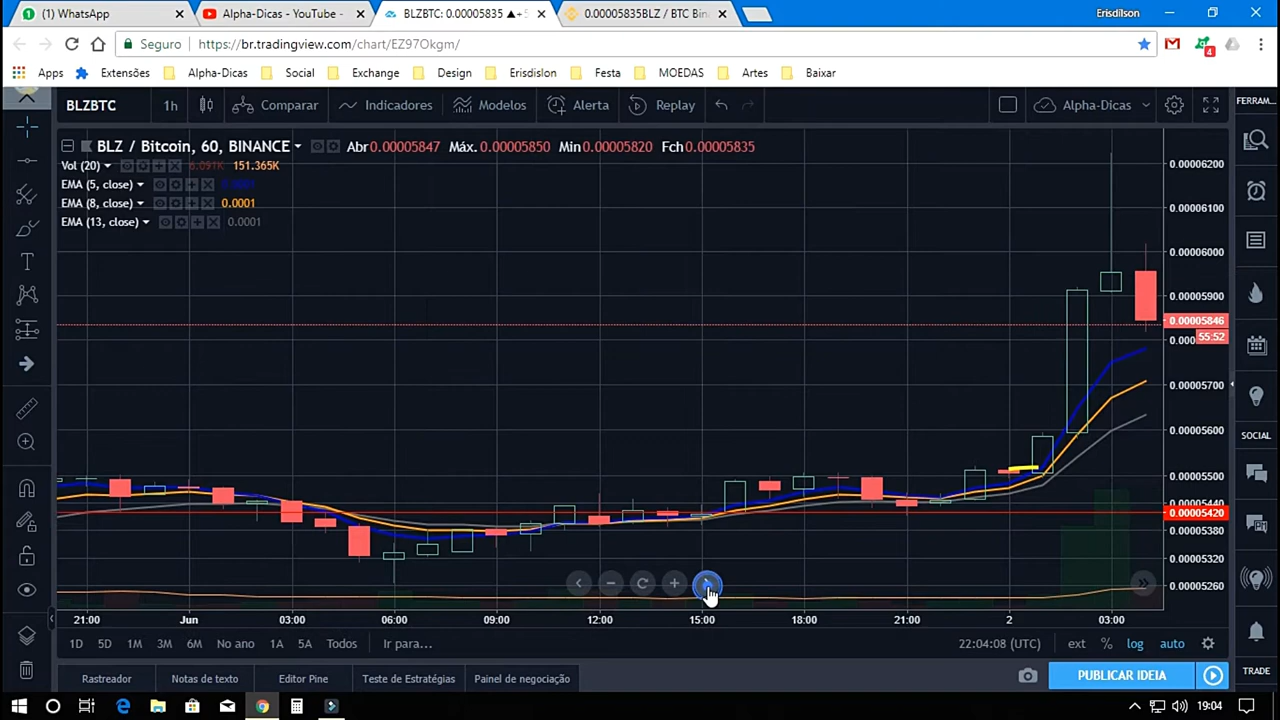 (1) WhatsApp
Alpha-Dicas - YouTube -
BLZBTC: 0.00005835 ▲+
0.00005835BLZ / BTC Bin
Erisdilson
Seguro
https://br.tradingview.com/chart/EZ97Okgm/
4
Apps
Extensões
Alpha-Dicas
Social
Exchange
Design
Erisdislon
Festa
MOEDAS
Artes
Baixar
BLZBTC
1h
Comparar
Indicadores
Modelos
Alerta
Replay
Alpha-Dicas
FERRAM...
BLZ / Bitcoin, 60, BINANCE
Abr 0.00005847 Máx. 0.00005850 Min 0.00005820 Fch 0.00005835
Vol (20)
6.091K 151.365K
EMA (5, close)
0.0001
EMA (8, close)
0.0001
EMA (13, close)
0.0001
0.00006200
0.00006100
0.00006000
0.00005900
0.00005846
55:52
0.00005700
0.00005600
0.00005500
0.00005440
0.00005420
0.00005380
0.00005320
0.00005260
SOCIAL
21:00
Jun
03:00
06:00
09:00
12:00
15:00
18:00
21:00
2
03:00
1D
5D
1M
3M
6M
No ano
1A
5A
Todos
Ir para...
22:04:08 (UTC)
ext
%
log
auto
Rastreador
Notas de texto
Editor Pine
Teste de Estratégias
Painel de negociação
PUBLICAR IDEIA
TRADE
19:04